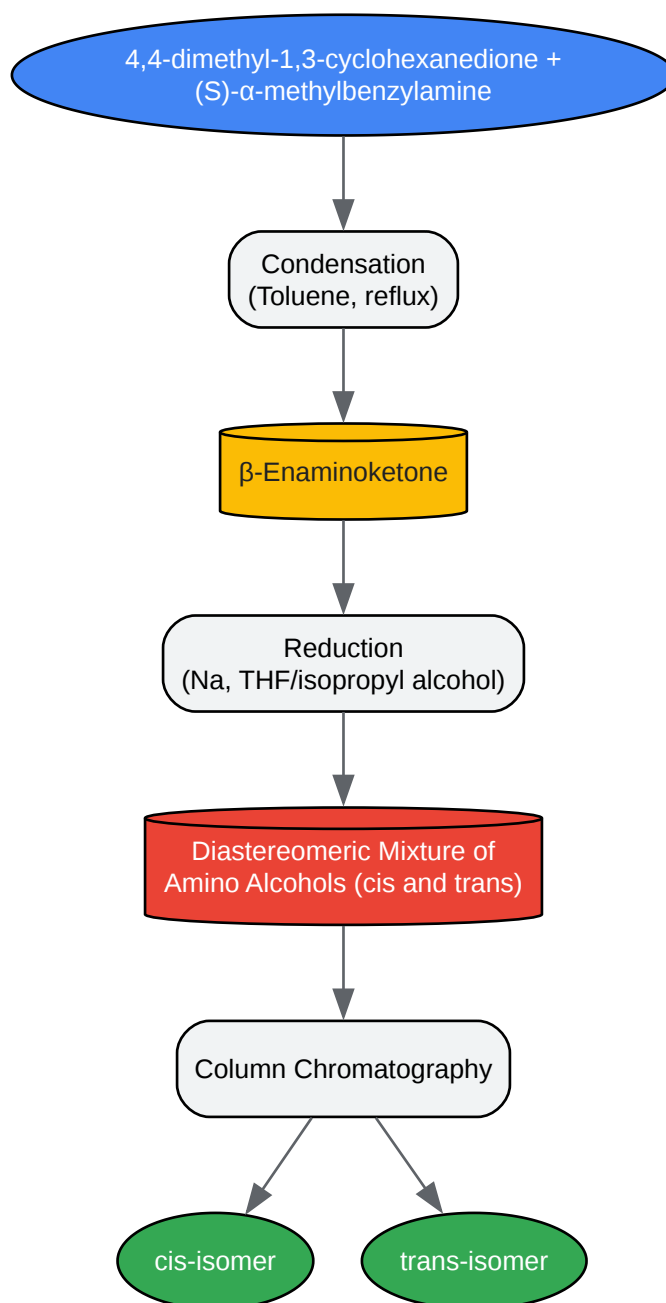 4,4-dimethyl-1,3-cyclohexanedione +
(S)-α-methylbenzylamine
Condensation
(Toluene, reflux)
β-Enaminoketone
Reduction
(Na, THF/isopropyl alcohol)
Diastereomeric Mixture of
Amino Alcohols (cis and trans)
Column Chromatography
cis-isomer
trans-isomer